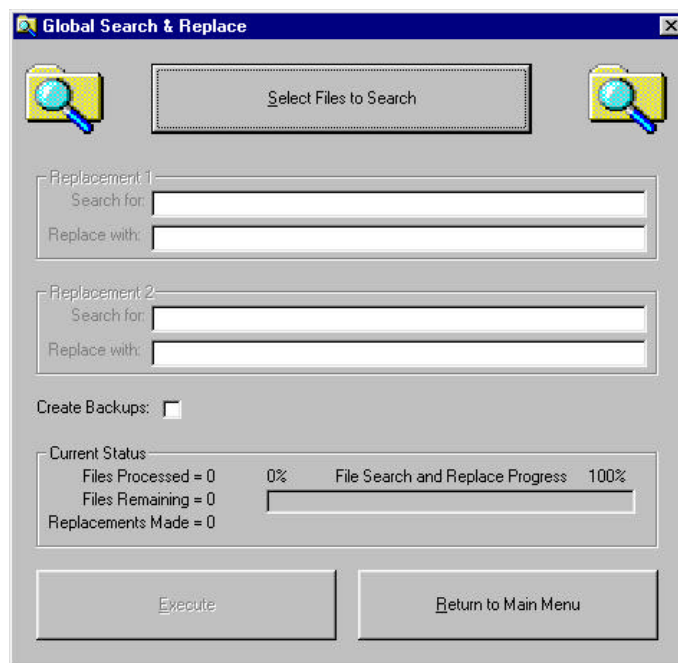 Global Search & Replace
Select Files to Search
Replacement 1
Search for:
Replace with:
Replacement 2
Search for:
Replace with:
Create Backups:
Current Status
Files Processed = 0 0% File Search and Replace Progress 100%
Files Remaining = 0
Replacements Made = 0
Execute Return to Main Menu